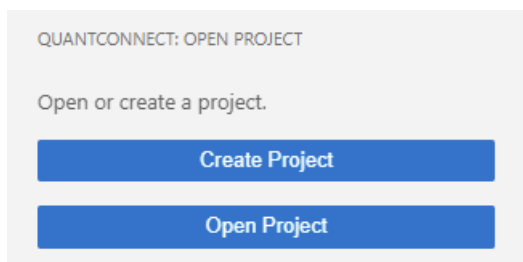 QUANTCONNECT: OPEN PROJECT
Open or create a project.
Create Project
Open Project